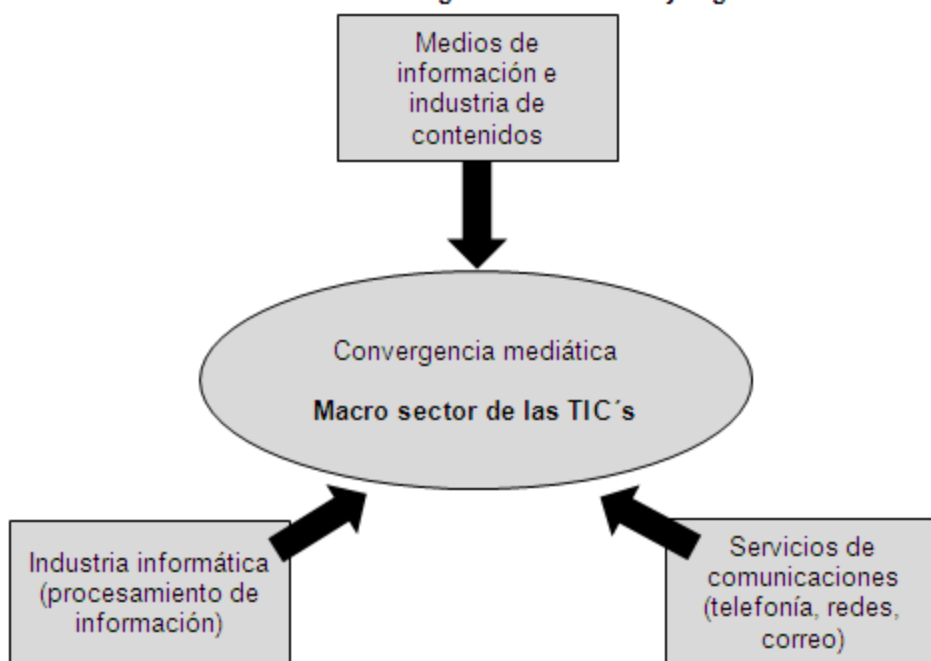 Medios de
información e
industria de
contenidos
Convergencia mediática
Macro sector de las TIC´s
Industria informática
(procesamiento de
información)
Servicios de
comunicaciones
(telefonía, redes,
correo)